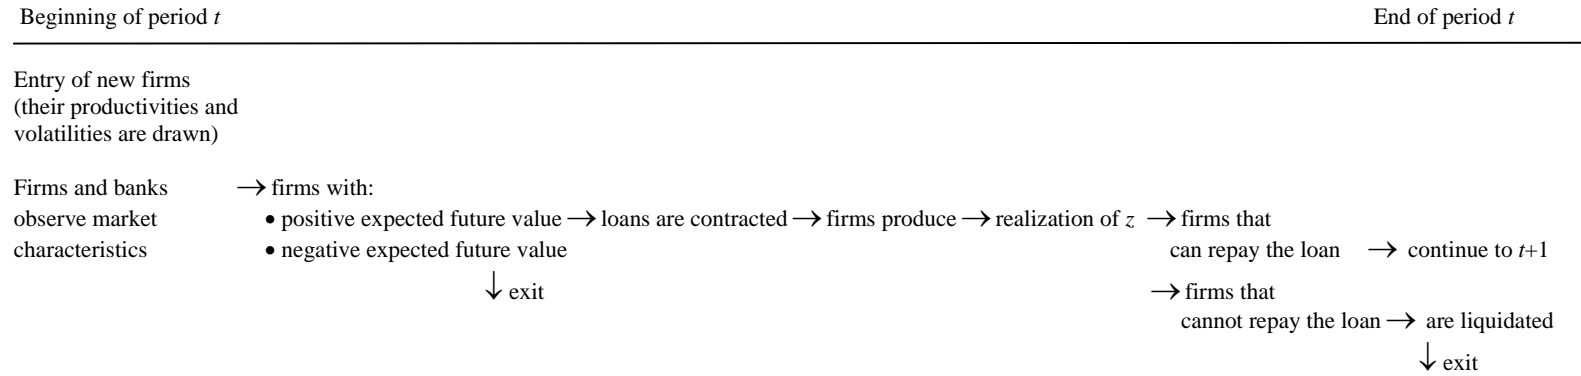 Beginning of period t End of period t
Entry of new firms
(their productivities and
volatilities are drawn)
Firms and banks → firms with:
observe market • positive expected future value → loans are contracted → firms produce → realization of z → firms that
characteristics • negative expected future value can repay the loan → continue to t+1
↓ exit → firms that
cannot repay the loan → are liquidated
↓ exit